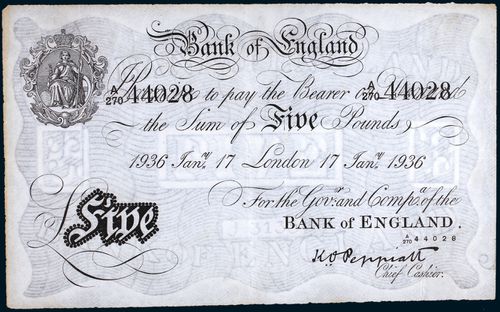 Bank of England
I Promise to pay the Bearer on Demand
A/270 44028 A/270 44028
the Sum of Five Pounds
1936 Jany. 17 London 17 Jany. 1936
For the Govr. and Compa. of the
BANK OF ENGLAND.
Five
A/270 44028
K.O. Peppiatt
Chief Cashier.